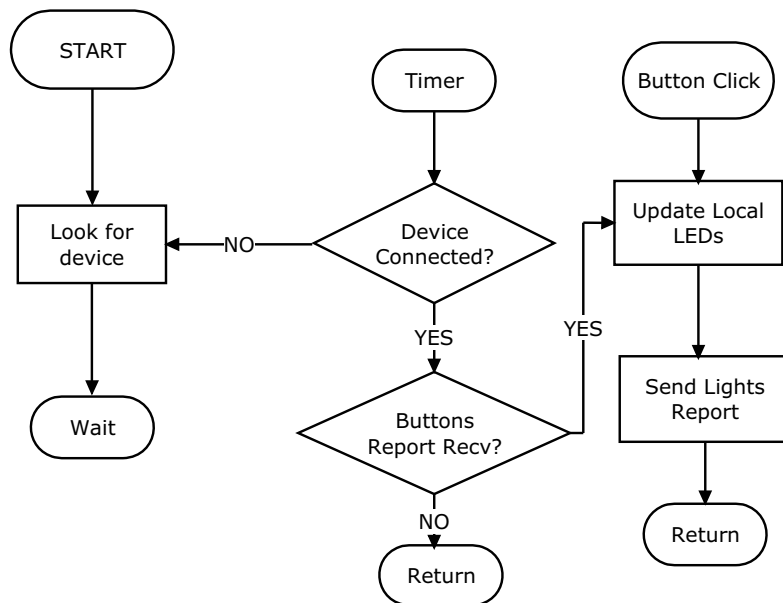 START
Timer
Button Click
Look for
device
NO
Device
Connected?
Update Local
LEDs
YES
YES
Wait
Buttons
Report Recv?
Send Lights
Report
NO
Return
Return